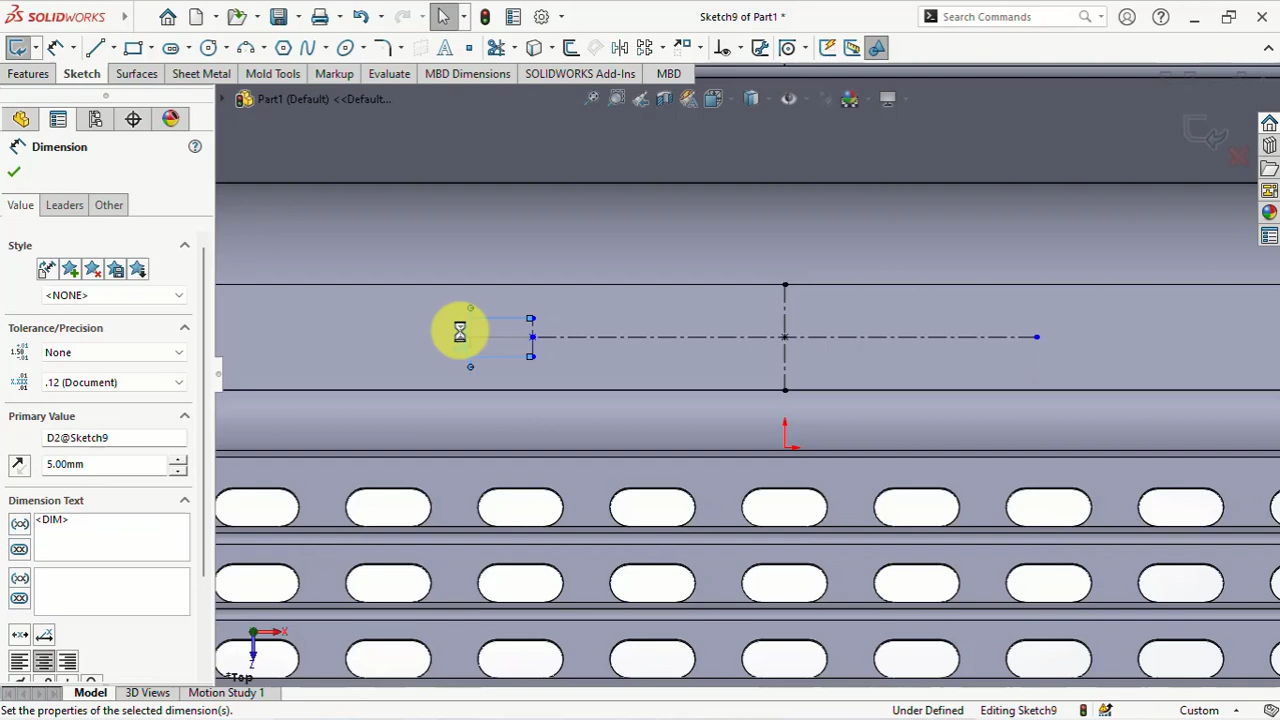 SOLIDWORKS
Sketch9 of Part1 *
Search Commands
Features
Sketch
Surfaces
Sheet Metal
Mold Tools
Markup
Evaluate
MBD Dimensions
SOLIDWORKS Add-Ins
MBD
Part1 (Default) <<Default...
Dimension
Value
Leaders
Other
Style
<NONE>
Tolerance/Precision
None
.12 (Document)
Primary Value
D2@Sketch9
5.00mm
Dimension Text
<DIM>
X
Z
*Top
Model
3D Views
Motion Study 1
Set the properties of the selected dimension(s).
Under Defined
Editing Sketch9
Custom